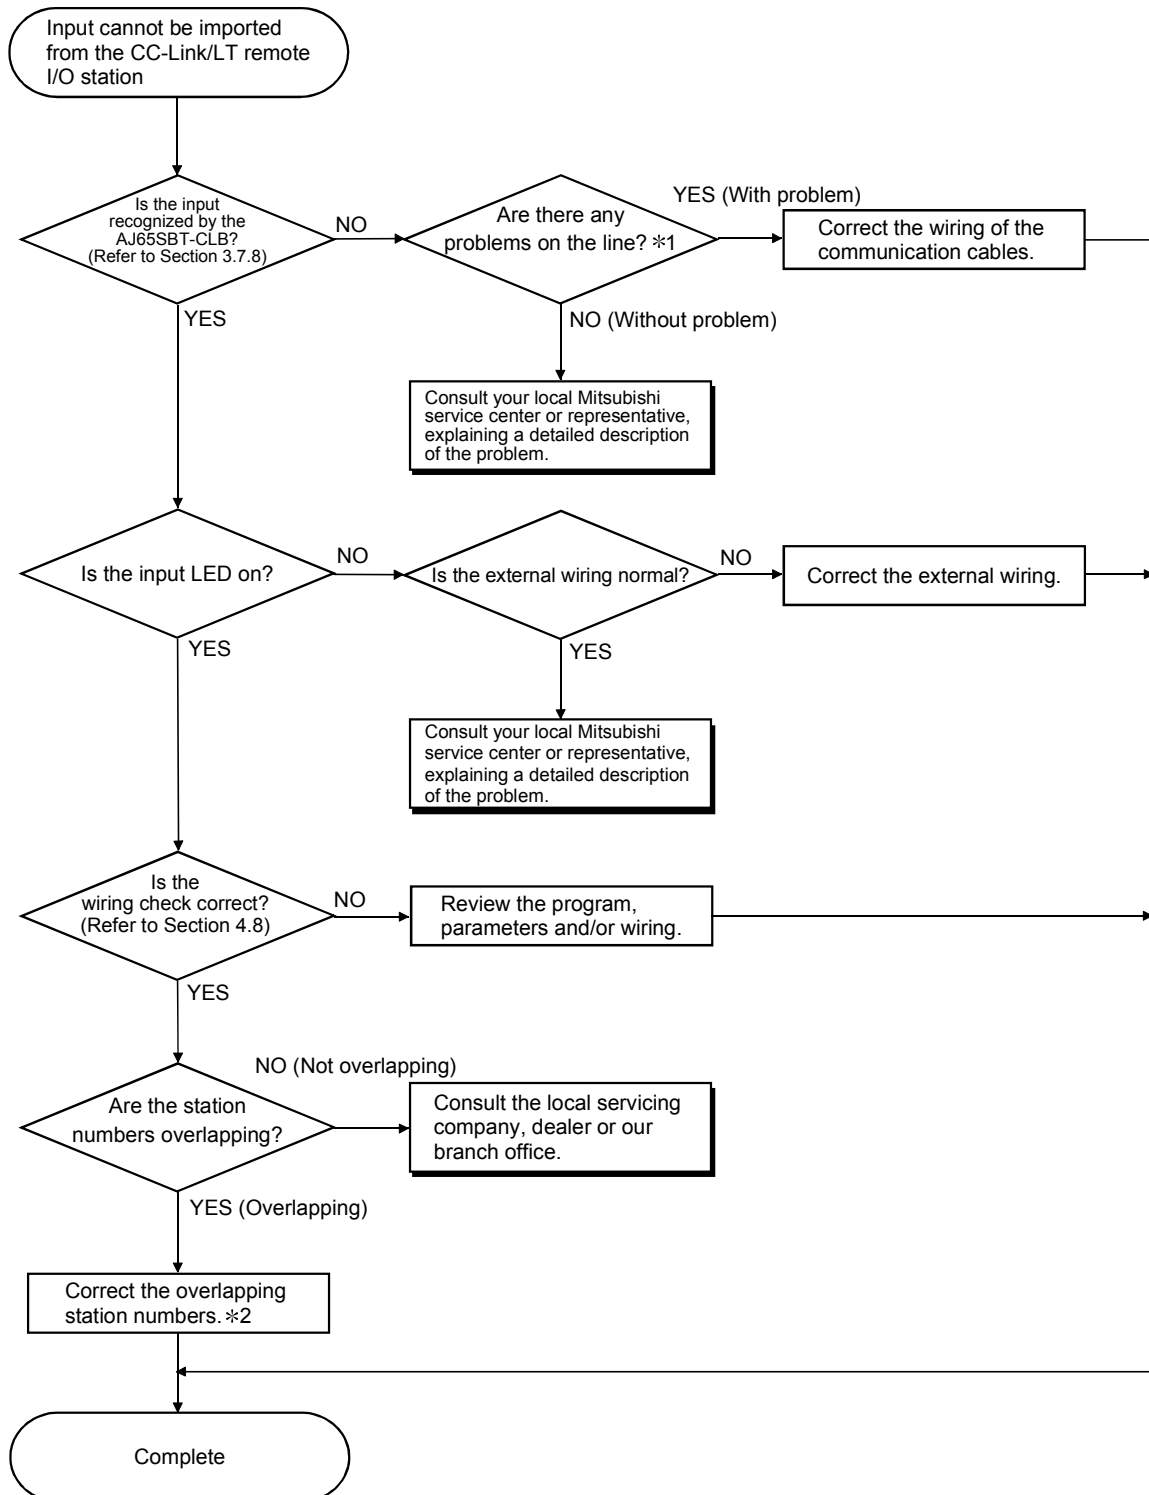 Input cannot be imported
from the CC-Link/LT remote
I/O station
Is the input
recognized by the
AJ65SBT-CLB?
(Refer to Section 3.7.8)
NO
YES
Are there any
problems on the line? *1
YES (With problem)
Correct the wiring of the
communication cables.
NO (Without problem)
Consult your local Mitsubishi
service center or representative,
explaining a detailed description
of the problem.
Is the input LED on?
NO
YES
Is the external wiring normal?
NO
Correct the external wiring.
YES
Consult your local Mitsubishi
service center or representative,
explaining a detailed description
of the problem.
Is the
wiring check correct?
(Refer to Section 4.8)
NO
Review the program,
parameters and/or wiring.
YES
Are the station
numbers overlapping?
NO (Not overlapping)
Consult the local servicing
company, dealer or our
branch office.
YES (Overlapping)
Correct the overlapping
station numbers. *2
Complete